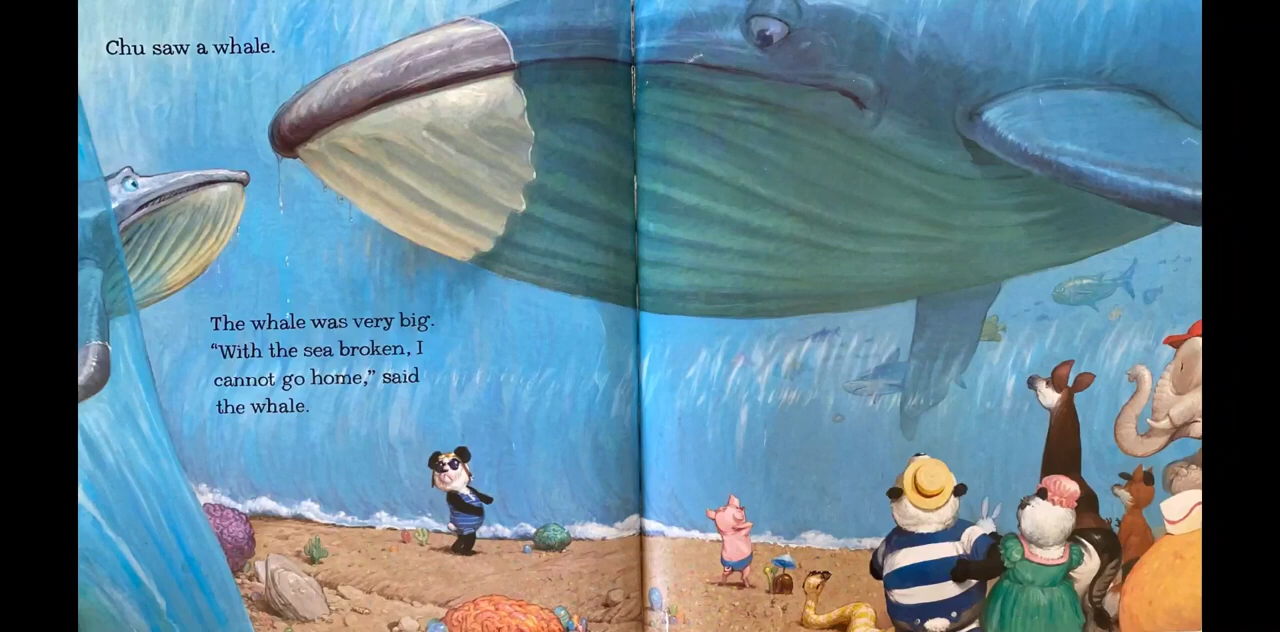 Chu saw a whale.
The whale was very big.
“With the sea broken, I
cannot go home,” said
the whale.